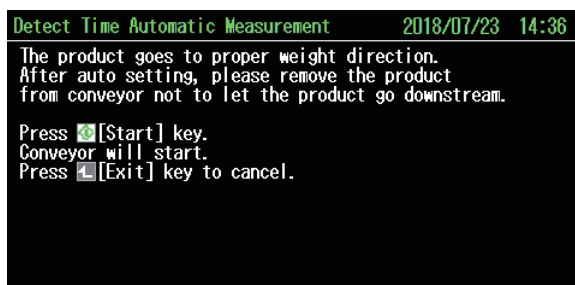 Detect Time Automatic Measurement 2018/07/23 14:36
The product goes to proper weight direction.
After auto setting, please remove the product
from conveyor not to let the product go downstream.
Press [Start] key.
Conveyor will start.
Press [Exit] key to cancel.